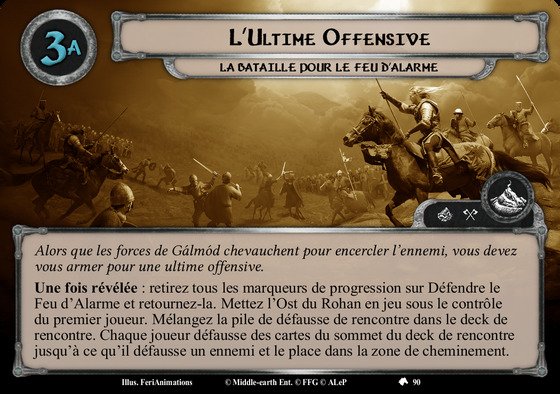 3A
L'Ultime Offensive
La Bataille pour le Feu d'Alarme
Alors que les forces de Gálmód chevauchent pour encercler l'ennemi, vous devez
vous armer pour une ultime offensive.
Une fois révélée : retirez tous les marqueurs de progression sur Défendre le
Feu d'Alarme et retournez-la. Mettez l'Ost du Rohan en jeu sous le contrôle
du premier joueur. Mélangez la pile de défausse de rencontre dans le deck de
rencontre. Chaque joueur défausse des cartes du sommet du deck de rencontre
jusqu'à ce qu'il défausse un ennemi et le place dans la zone de cheminement.
Illus. FeriAnimations © Middle-earth Ent. © FFG © ALeP 90